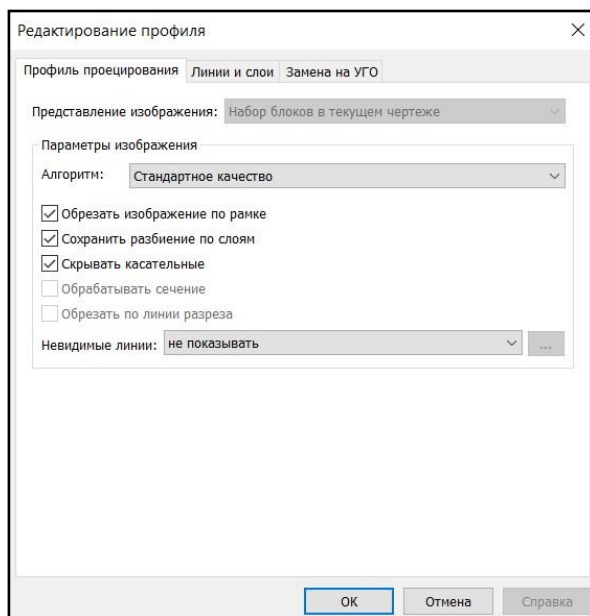 Редактирование профиля
Профиль проецирования Линии и слои Замена на УГО
Представление изображения: Набор блоков в текущем чертеже
Параметры изображения
Алгоритм: Стандартное качество
Обрезать изображение по рамке
Сохранить разбиение по слоям
Скрывать касательные
Обрабатывать сечение
Обрезать по линии разреза
Невидимые линии: не показывать ...
ОК Отмена Справка